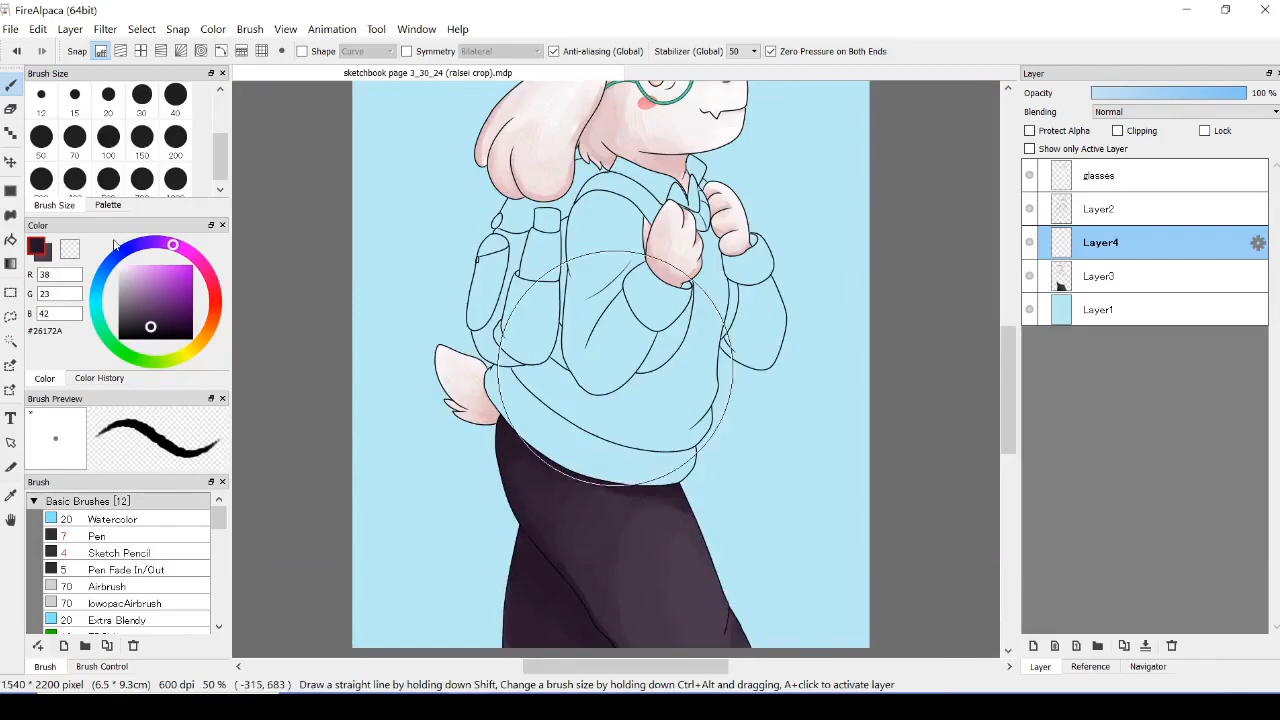 FireAlpaca (64bit)
File Edit Layer Filter Select Snap Color Brush View Animation Tool Window Help
Snap off Shape Curve Symmetry Bilateral Anti-aliasing (Global) Stabilizer (Global) 50 Zero Pressure on Both Ends
Brush Size
sketchbook page 3_30_24 (ralsei crop).mdp
12 15 20 30 40
50 70 100 150 200
Brush Size Palette
Color
R 38
G 23
B 42
#26172A
Color Color History
Brush Preview
*
Brush
Basic Brushes [12]
20 Watercolor
7 Pen
4 Sketch Pencil
5 Pen Fade In/Out
70 Airbrush
70 lowopacAirbrush
20 Extra Blendy
Brush Brush Control
Layer
Opacity 100 %
Blending Normal
Protect Alpha Clipping Lock
Show only Active Layer
glasses
Layer2
Layer4
Layer3
Layer1
Layer Reference Navigator
1540 * 2200 pixel (6.5 * 9.3cm) 600 dpi 50 % ( -315, 683 ) Draw a straight line by holding down Shift, Change a brush size by holding down Ctrl+Alt and dragging, A+click to activate layer